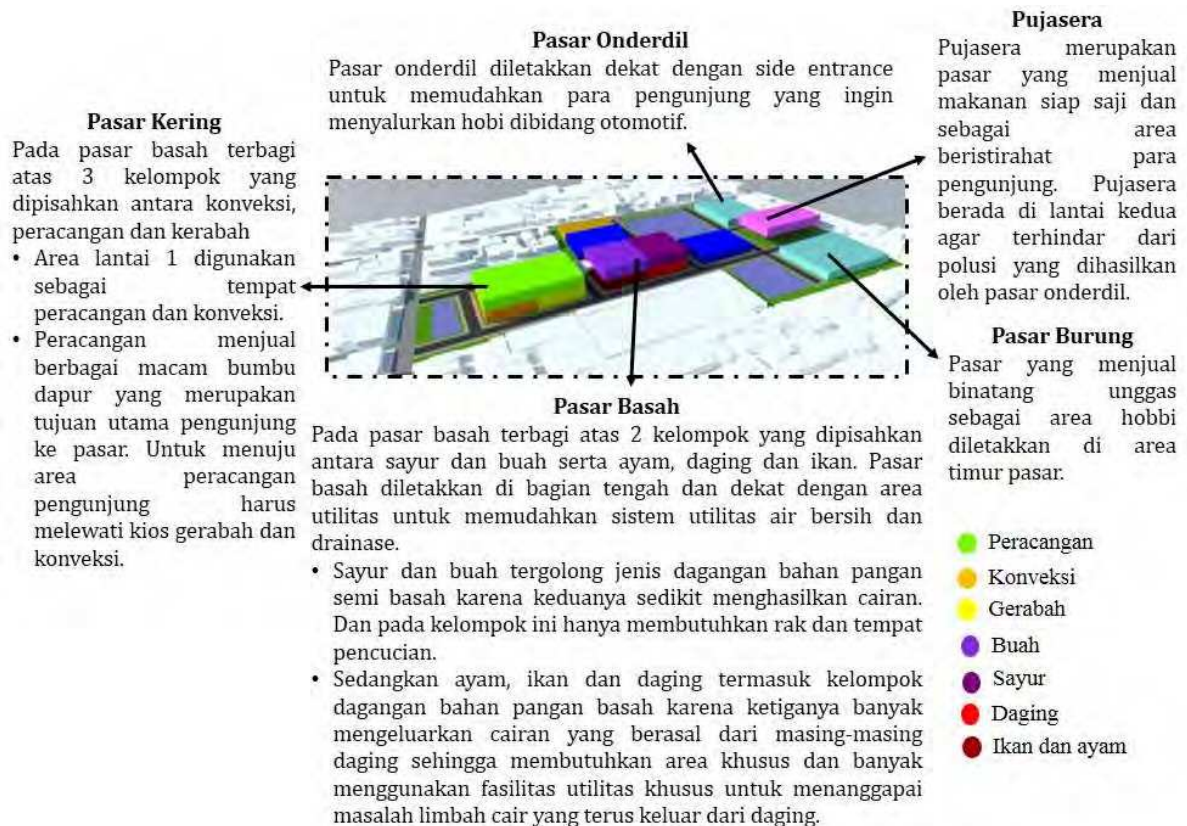 Pasar Kering
Pada pasar basah terbagi
atas 3 kelompok yang
dipisahkan antara konveksi,
peracangan dan kerabah
• Area lantai 1 digunakan
sebagai tempat
peracangan dan konveksi.
• Peracangan menjual
berbagai macam bumbu
dapur yang merupakan
tujuan utama pengunjung
ke pasar. Untuk menuju
area peracangan
pengunjung harus
melewati kios gerabah dan
konveksi.
Pasar Onderdil
Pasar onderdil diletakkan dekat dengan side entrance
untuk memudahkan para pengunjung yang ingin
menyalurkan hobi dibidang otomotif.
Pasar Basah
Pada pasar basah terbagi atas 2 kelompok yang dipisahkan
antara sayur dan buah serta ayam, daging dan ikan. Pasar
basah diletakkan di bagian tengah dan dekat dengan area
utilitas untuk memudahkan sistem utilitas air bersih dan
drainase.
• Sayur dan buah tergolong jenis dagangan bahan pangan
semi basah karena keduanya sedikit menghasilkan cairan.
Dan pada kelompok ini hanya membutuhkan rak dan tempat
pencucian.
• Sedangkan ayam, ikan dan daging termasuk kelompok
dagangan bahan pangan basah karena ketiganya banyak
mengeluarkan cairan yang berasal dari masing-masing
daging sehingga membutuhkan area khusus dan banyak
menggunakan fasilitas utilitas khusus untuk menanggapai
masalah limbah cair yang terus keluar dari daging.
Pujasera
Pujasera merupakan
pasar yang menjual
makanan siap saji dan
sebagai area
beristirahat para
pengunjung. Pujasera
berada di lantai kedua
agar terhindar dari
polusi yang dihasilkan
oleh pasar onderdil.
Pasar Burung
Pasar yang menjual
binatang unggas
sebagai area hobbi
diletakkan di area
timur pasar.
Peracangan
Konveksi
Gerabah
Buah
Sayur
Daging
Ikan dan ayam